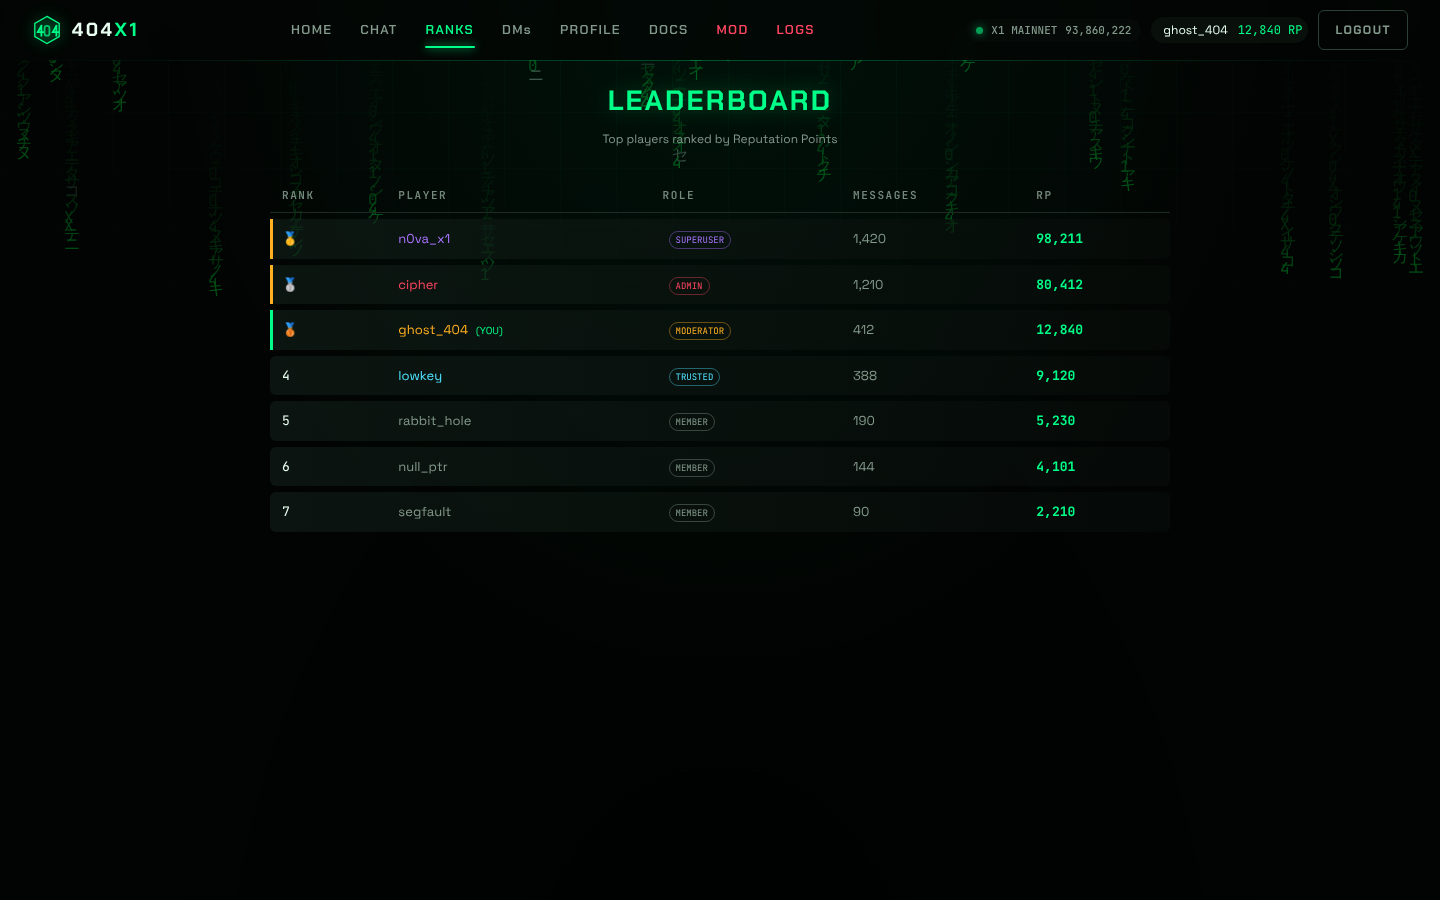 404 404X1 HOME CHAT RANKS DMs PROFILE DOCS MOD LOGS X1 MAINNET 93,860,222 ghost_404 12,840 RP LOGOUT
LEADERBOARD
Top players ranked by Reputation Points
RANK PLAYER ROLE MESSAGES RP
🥇 n0va_x1 SUPERUSER 1,420 98,211
🥈 cipher ADMIN 1,210 80,412
🥉 ghost_404 (YOU) MODERATOR 412 12,840
4 lowkey TRUSTED 388 9,120
5 rabbit_hole MEMBER 190 5,230
6 null_ptr MEMBER 144 4,101
7 segfault MEMBER 90 2,210